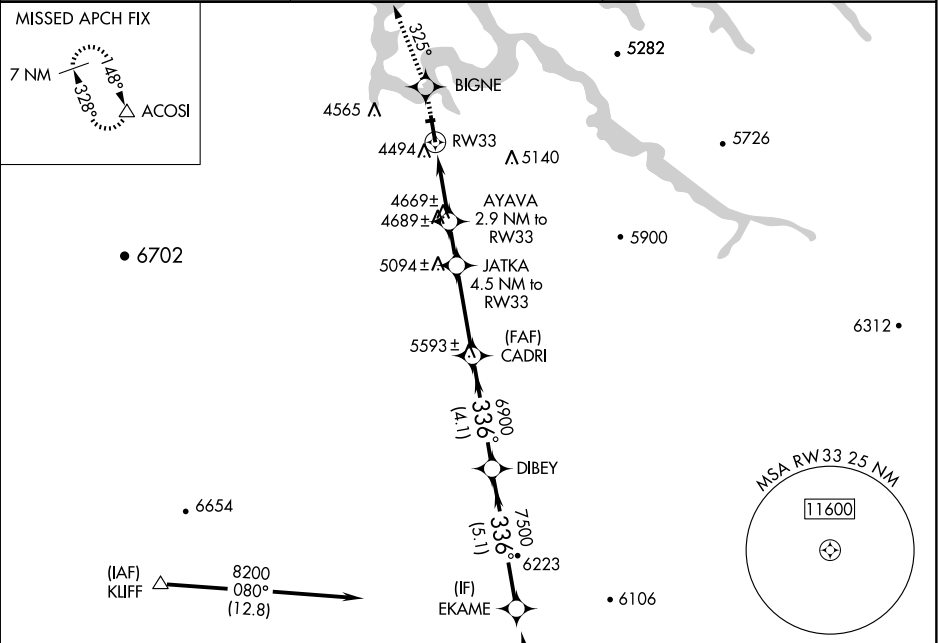 MISSED APCH FIX
7 NM
148°
328°
ACOSI
325°
5282
BIGNE
4565
RW33
4494
5140
5726
4669±
4689±
AYAVA
2.9 NM to
RW33
6702
5900
5094±
JATKA
4.5 NM to
RW33
6312
5593±
(FAF)
CADRI
6900
336°
(4.1)
DIBEY
MSA RW33 25 NM
11600
6654
7500
336°
(5.1)
6223
(IAF)
KLIFF
8200
080°
(12.8)
(IF)
EKAME
6106